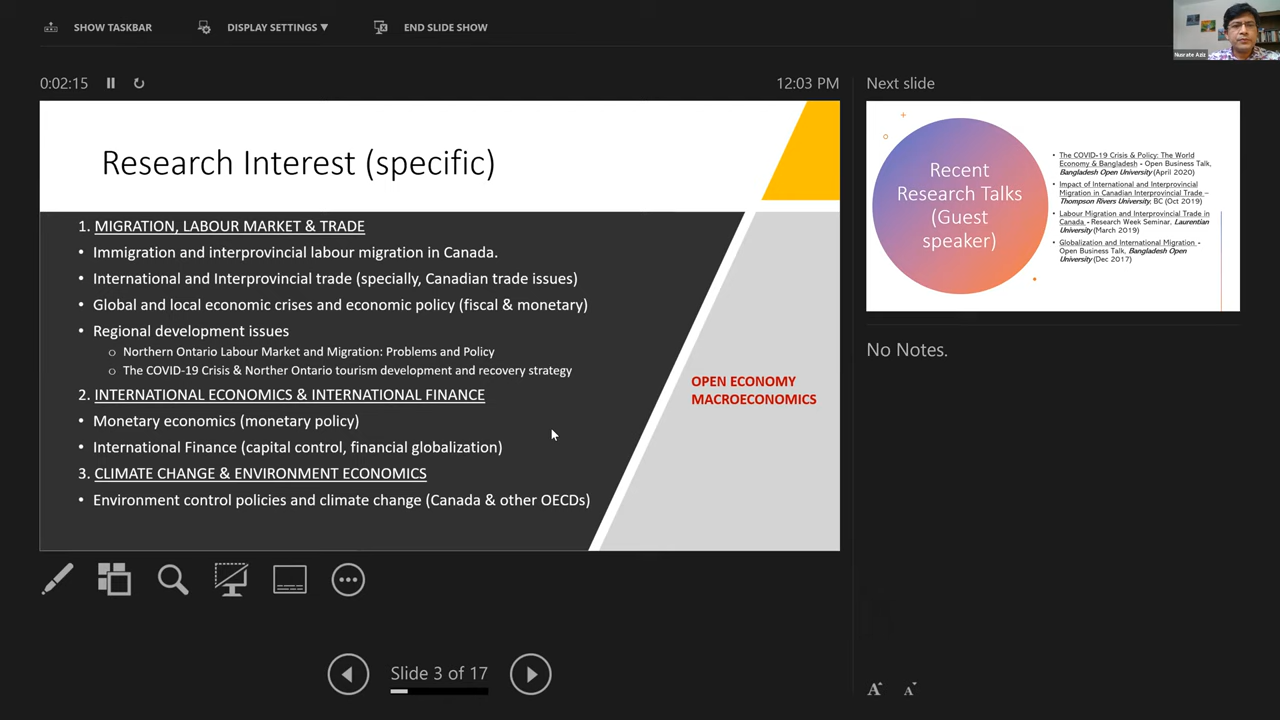 SHOW TASKBAR
DISPLAY SETTINGS ▼
END SLIDE SHOW
Nusrate Aziz
0:02:15
12:03 PM
Research Interest (specific)
1. MIGRATION, LABOUR MARKET & TRADE
• Immigration and interprovincial labour migration in Canada.
• International and Interprovincial trade (specially, Canadian trade issues)
• Global and local economic crises and economic policy (fiscal & monetary)
• Regional development issues
o Northern Ontario Labour Market and Migration: Problems and Policy
o The COVID-19 Crisis & Norther Ontario tourism development and recovery strategy
2. INTERNATIONAL ECONOMICS & INTERNATIONAL FINANCE
• Monetary economics (monetary policy)
• International Finance (capital control, financial globalization)
3. CLIMATE CHANGE & ENVIRONMENT ECONOMICS
• Environment control policies and climate change (Canada & other OECDs)
OPEN ECONOMY
MACROECONOMICS
Next slide
Recent
Research Talks
(Guest
speaker)
• The COVID-19 Crisis & Policy: The World
Economy & Bangladesh - Open Business Talk,
Bangladesh Open University (April 2020)
• Impact of International and Interprovincial
Migration in Canadian Interprovincial Trade –
Thompson Rivers University, BC (Oct 2019)
• Labour Migration and Interprovincial Trade in
Canada - Research Week Seminar, Laurentian
University (March 2019)
• Globalization and International Migration -
Open Business Talk, Bangladesh Open
University (Dec 2017)
No Notes.
Slide 3 of 17
A A